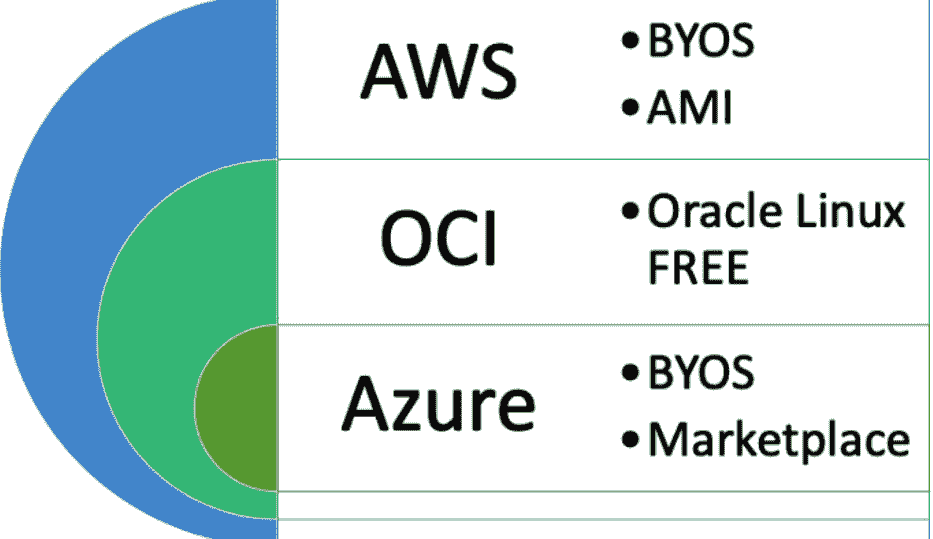 AWS
•BYOS
•AMI
OCI
•Oracle Linux
FREE
Azure
•BYOS
•Marketplace